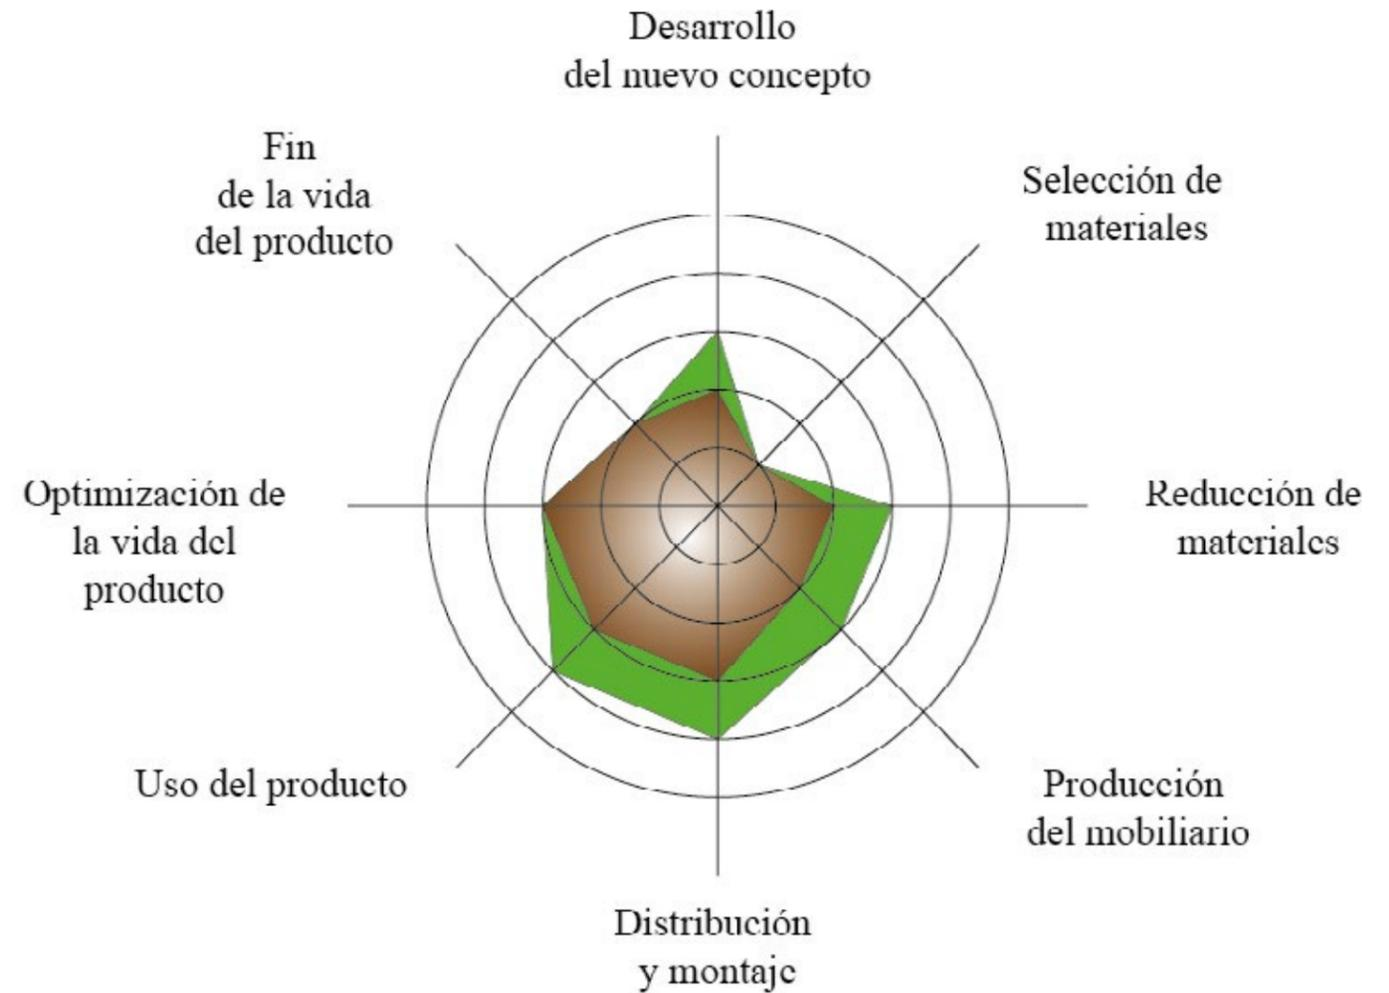 Desarrollo
del nuevo concepto
Fin
de la vida
del producto
Selección de
materiales
Optimización de
la vida del
producto
Reducción de
materiales
Uso del producto
Producción
del mobiliario
Distribución
y montaje